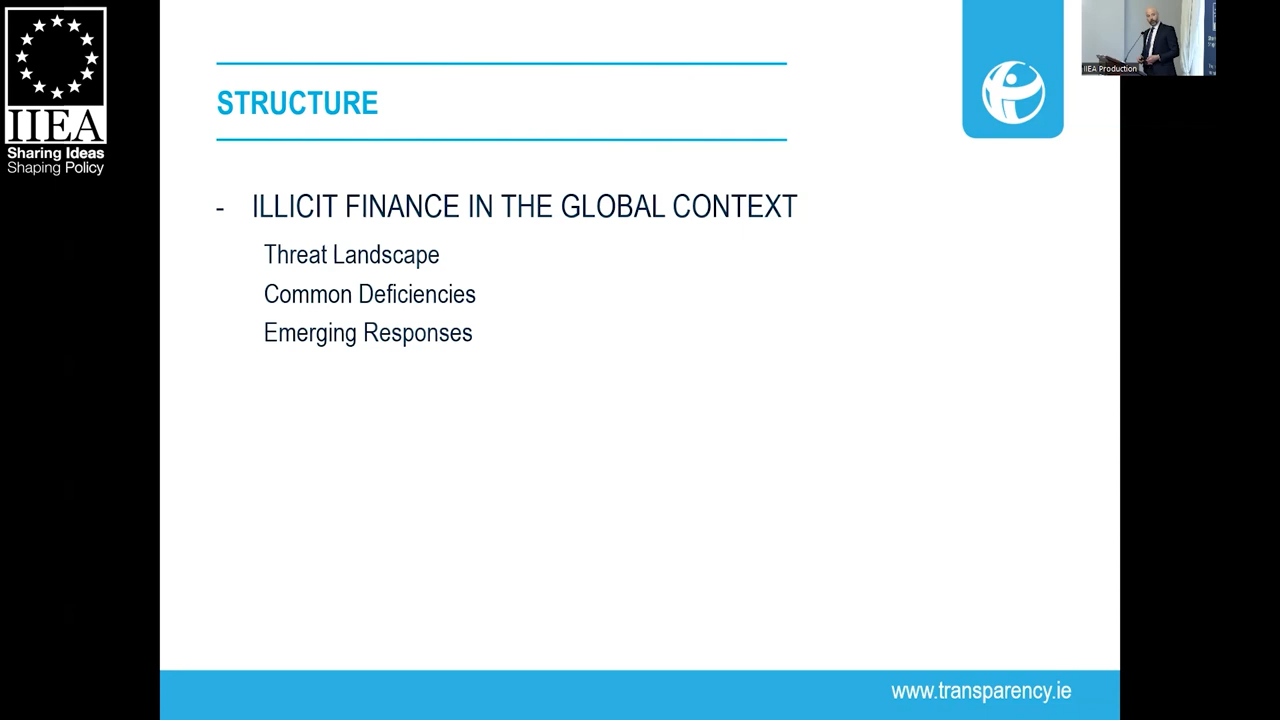 IIEA
Sharing Ideas
Shaping Policy
IIEA Production
STRUCTURE
- ILLICIT FINANCE IN THE GLOBAL CONTEXT
Threat Landscape
Common Deficiencies
Emerging Responses
www.transparency.ie